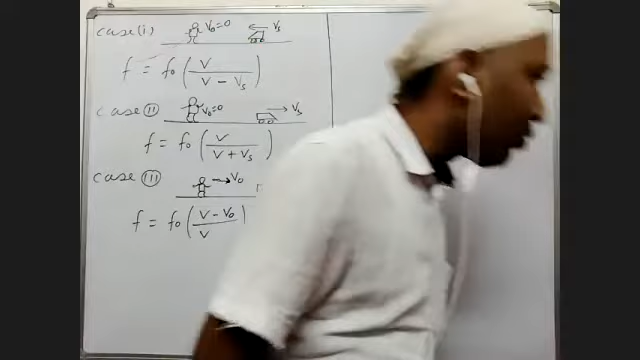 case(i) V₀=0 Vₛ
f = f₀ (V / V - Vₛ)
case (ii) V₀=0 Vₛ
f = f₀ (V / V + Vₛ)
case (iii) V₀
f = f₀ (V - V₀ / V)